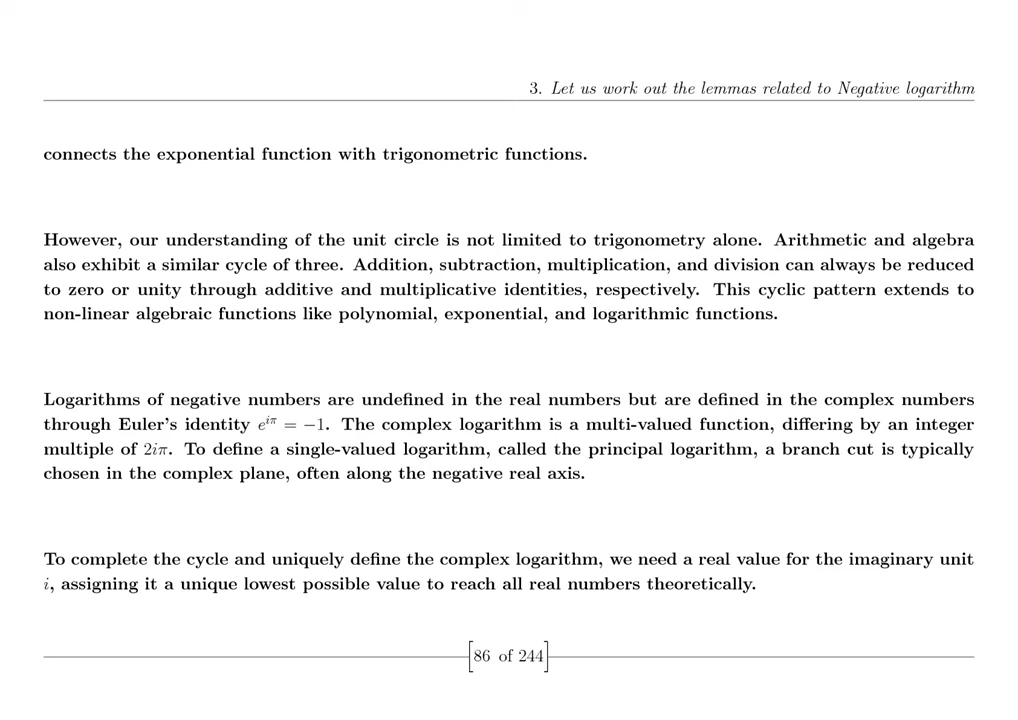 3. Let us work out the lemmas related to Negative logarithm
connects the exponential function with trigonometric functions.
However, our understanding of the unit circle is not limited to trigonometry alone. Arithmetic and algebra
also exhibit a similar cycle of three. Addition, subtraction, multiplication, and division can always be reduced
to zero or unity through additive and multiplicative identities, respectively. This cyclic pattern extends to
non-linear algebraic functions like polynomial, exponential, and logarithmic functions.
Logarithms of negative numbers are undefined in the real numbers but are defined in the complex numbers
through Euler's identity e^{iπ} = −1. The complex logarithm is a multi-valued function, differing by an integer
multiple of 2iπ. To define a single-valued logarithm, called the principal logarithm, a branch cut is typically
chosen in the complex plane, often along the negative real axis.
To complete the cycle and uniquely define the complex logarithm, we need a real value for the imaginary unit
i, assigning it a unique lowest possible value to reach all real numbers theoretically.
[86 of 244]